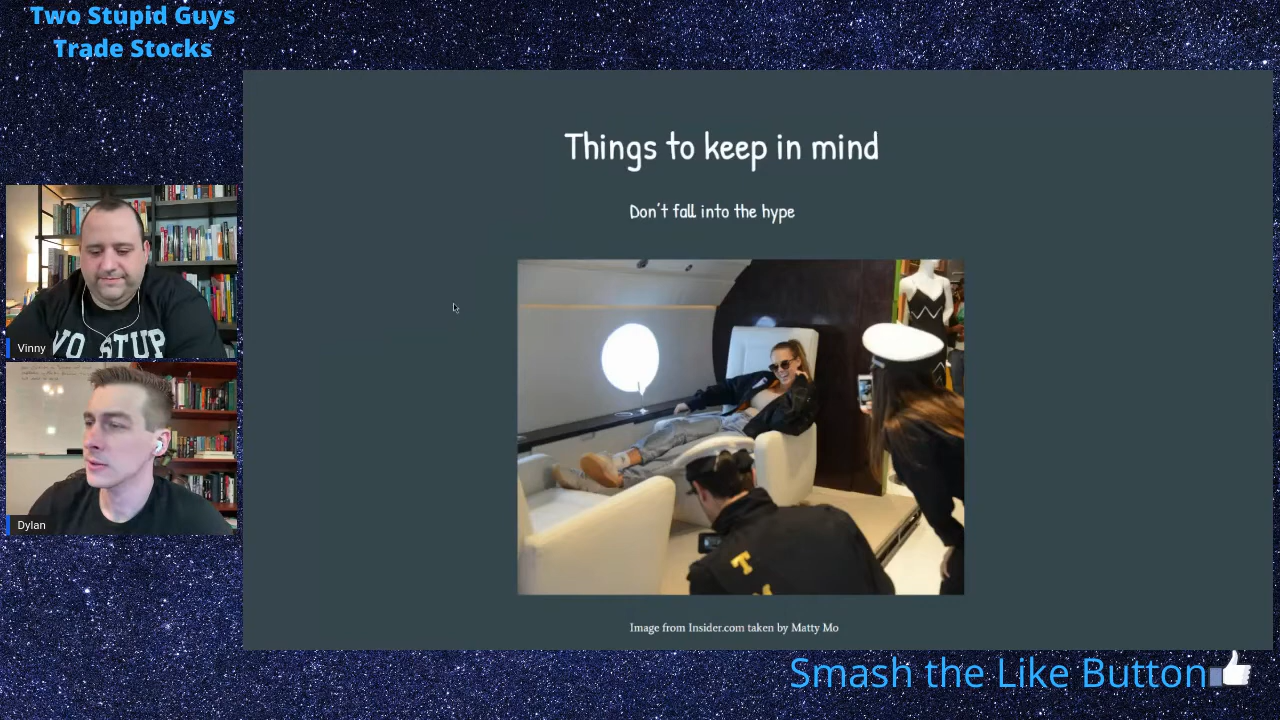 Two Stupid Guys
Trade Stocks
Things to keep in mind
Don't fall into the hype
Vinny
Dylan
Image from Insider.com taken by Matty Mo
Smash the Like Button